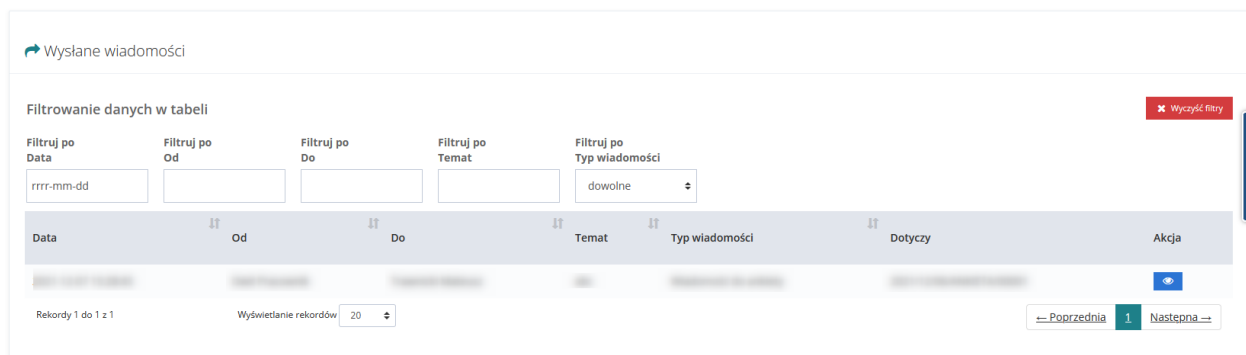 Wysłane wiadomości
Filtrowanie danych w tabeli
Wyczyść filtry
Filtruj po Data
Filtruj po Od
Filtruj po Do
Filtruj po Temat
Filtruj po Typ wiadomości
rrrr-mm-dd
dowolne
Data Od Do Temat Typ wiadomości Dotyczy Akcja
Rekordy 1 do 1 z 1 Wyświetlanie rekordów 20 ← Poprzednia 1 Następna →